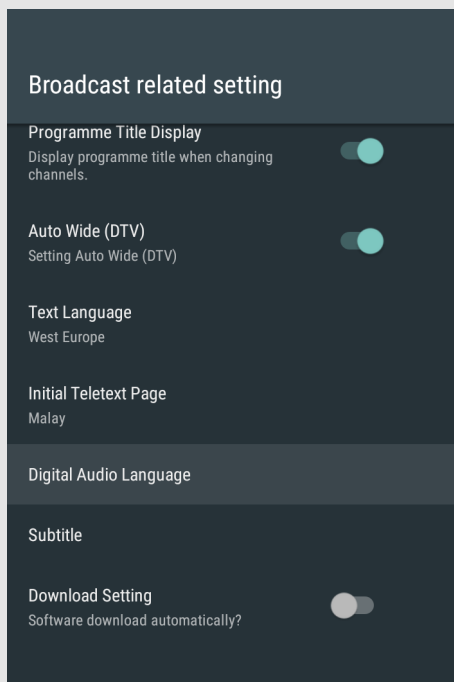 Broadcast related setting
Programme Title Display
Display programme title when changing
channels.
Auto Wide (DTV)
Setting Auto Wide (DTV)
Text Language
West Europe
Initial Teletext Page
Malay
Digital Audio Language
Subtitle
Download Setting
Software download automatically?